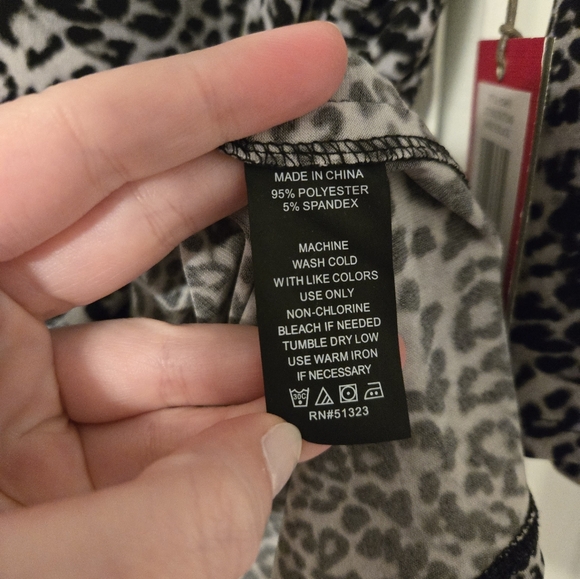 MADE IN CHINA
95% POLYESTER
5% SPANDEX
MACHINE
WASH COLD
WITH LIKE COLORS
USE ONLY
NON-CHLORINE
BLEACH IF NEEDED
TUMBLE DRY LOW
USE WARM IRON
IF NECESSARY
30C
RN#51323